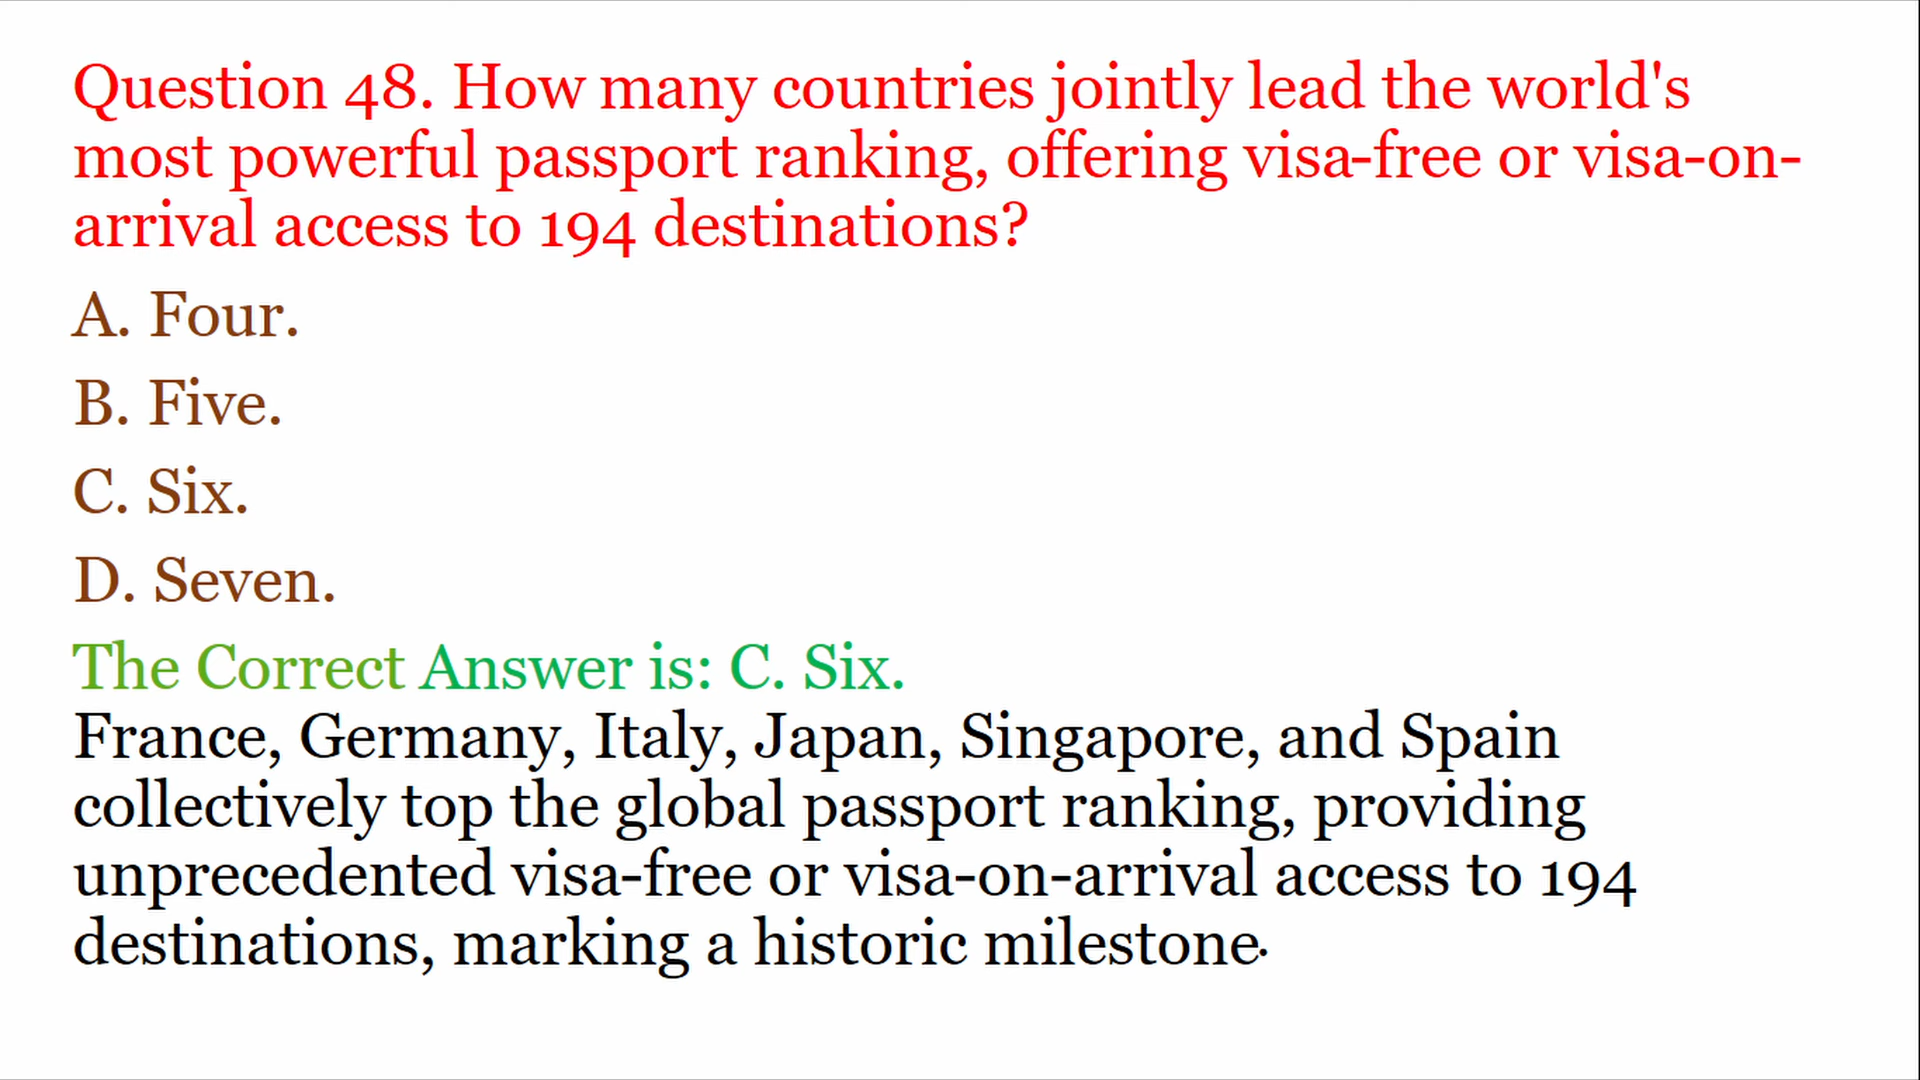 Question 48. How many countries jointly lead the world's
most powerful passport ranking, offering visa-free or visa-on-
arrival access to 194 destinations?
A. Four.
B. Five.
C. Six.
D. Seven.
The Correct Answer is: C. Six.
France, Germany, Italy, Japan, Singapore, and Spain
collectively top the global passport ranking, providing
unprecedented visa-free or visa-on-arrival access to 194
destinations, marking a historic milestone.